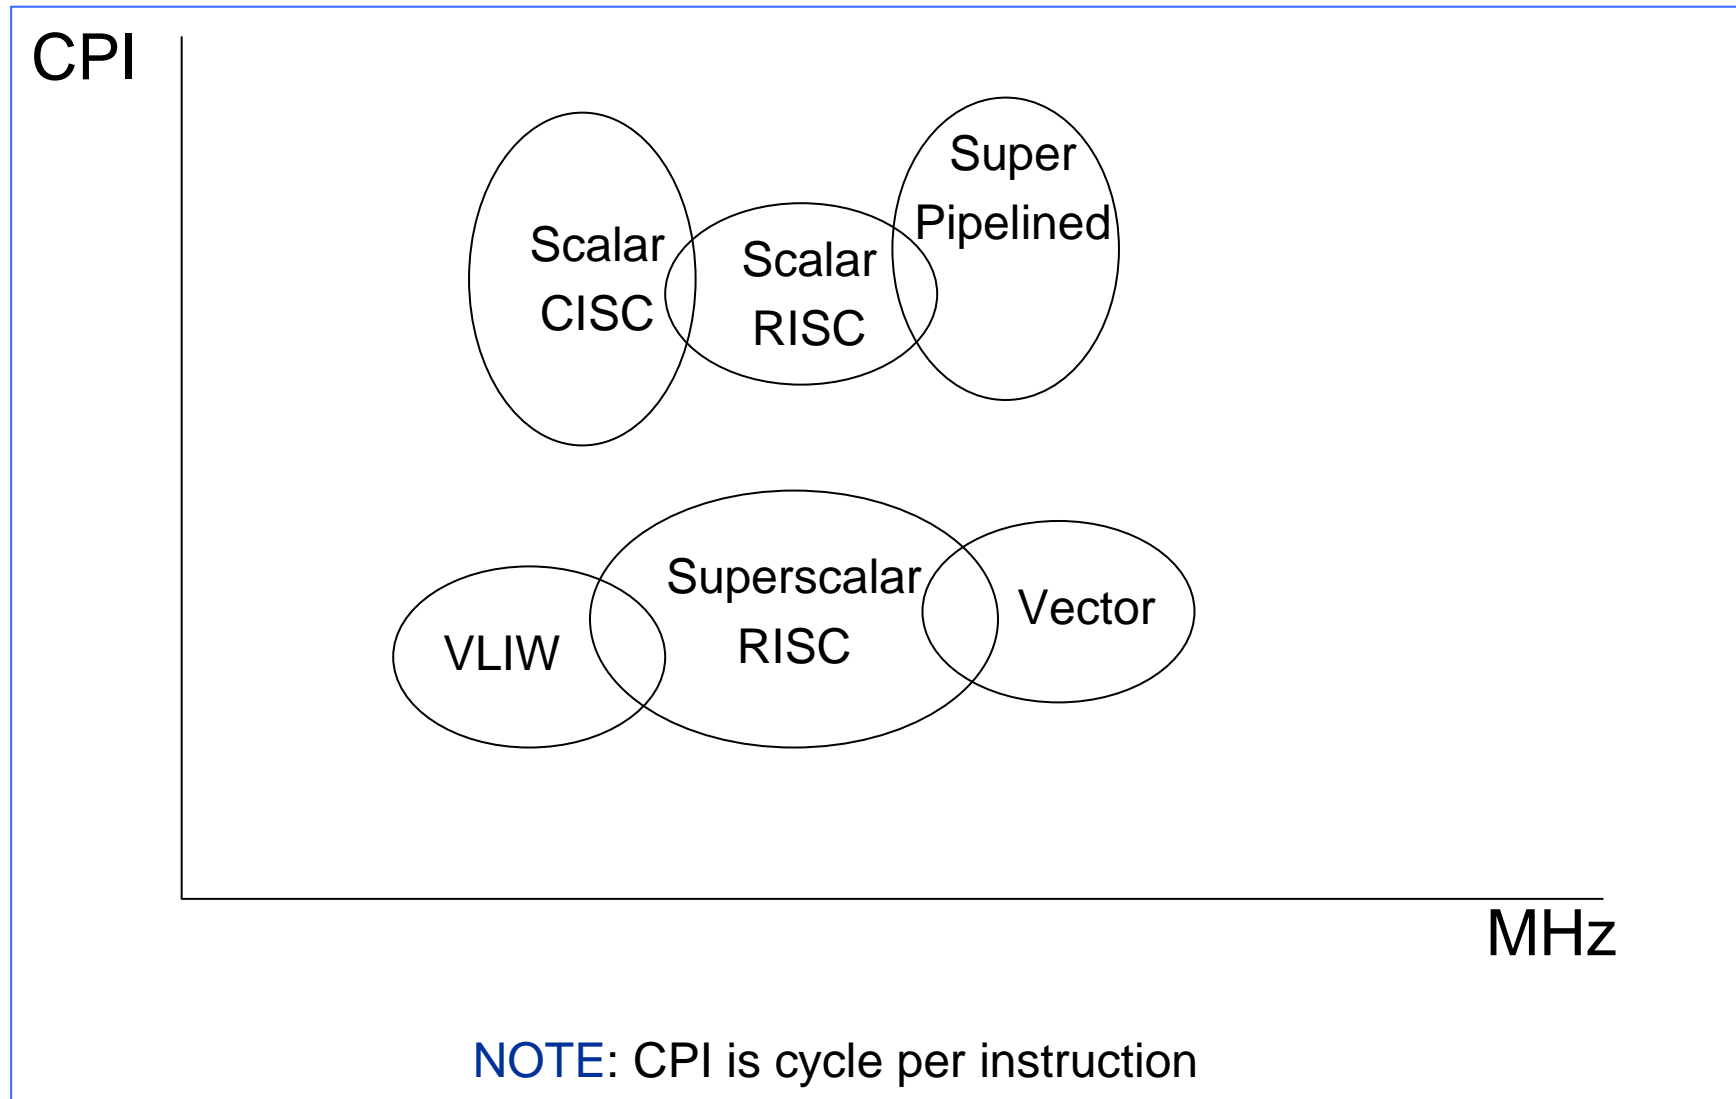 CPI
Super
Pipelined
Scalar
CISC
Scalar
RISC
Superscalar
RISC
Vector
VLIW
MHz
NOTE: CPI is cycle per instruction